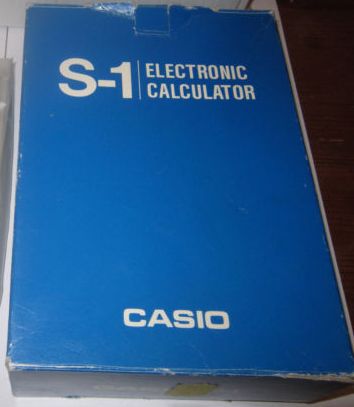 S-1 ELECTRONIC
CALCULATOR
CASIO